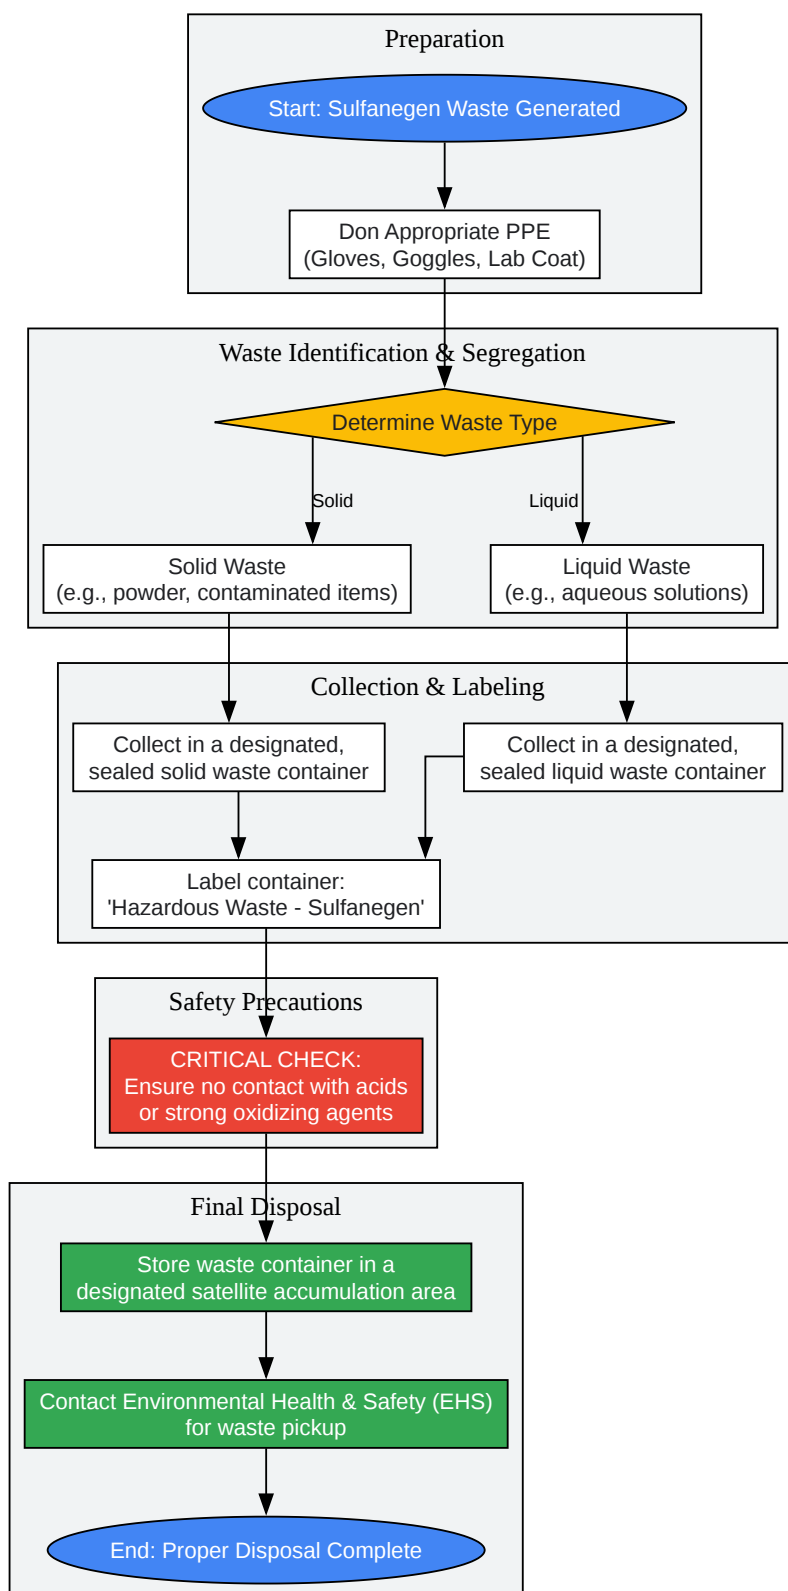 Preparation
Start: Sulfanegen Waste Generated
Don Appropriate PPE
(Gloves, Goggles, Lab Coat)
Waste Identification & Segregation
Determine Waste Type
Solid
Liquid
Solid Waste
(e.g., powder, contaminated items)
Liquid Waste
(e.g., aqueous solutions)
Collection & Labeling
Collect in a designated,
sealed solid waste container
Collect in a designated,
sealed liquid waste container
Label container:
'Hazardous Waste - Sulfanegen'
Safety Precautions
CRITICAL CHECK:
Ensure no contact with acids
or strong oxidizing agents
Final Disposal
Store waste container in a
designated satellite accumulation area
Contact Environmental Health & Safety (EHS)
for waste pickup
End: Proper Disposal Complete